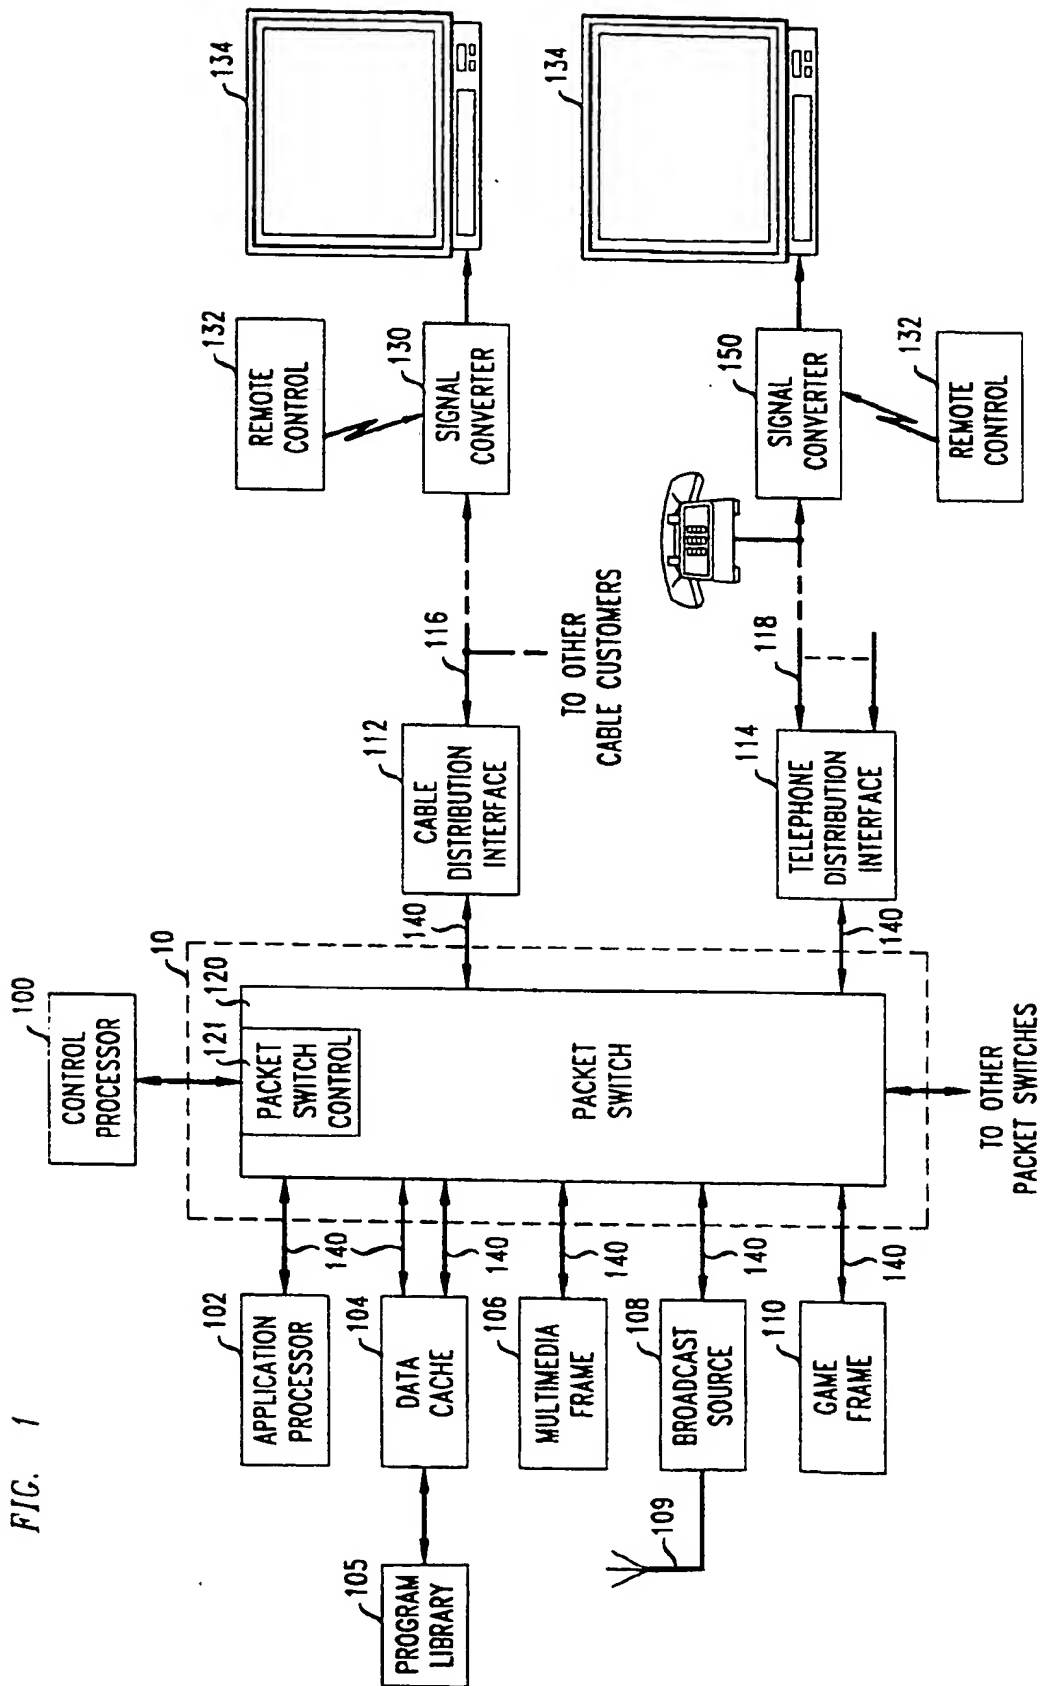 FIG. 1
100
CONTROL
PROCESSOR
10
120
121
PACKET
SWITCH
CONTROL
PACKET
SWITCH
TO OTHER
PACKET SWITCHES
102
APPLICATION
PROCESSOR
140
105
PROGRAM
LIBRARY
104
DATA
CACHE
140
140
106
MULTIMEDIA
FRAME
140
109
108
BROADCAST
SOURCE
140
110
GAME
FRAME
140
140
112
CABLE
DISTRIBUTION
INTERFACE
116
TO OTHER
CABLE CUSTOMERS
132
REMOTE
CONTROL
130
SIGNAL
CONVERTER
134
140
114
TELEPHONE
DISTRIBUTION
INTERFACE
118
150
SIGNAL
CONVERTER
132
REMOTE
CONTROL
134